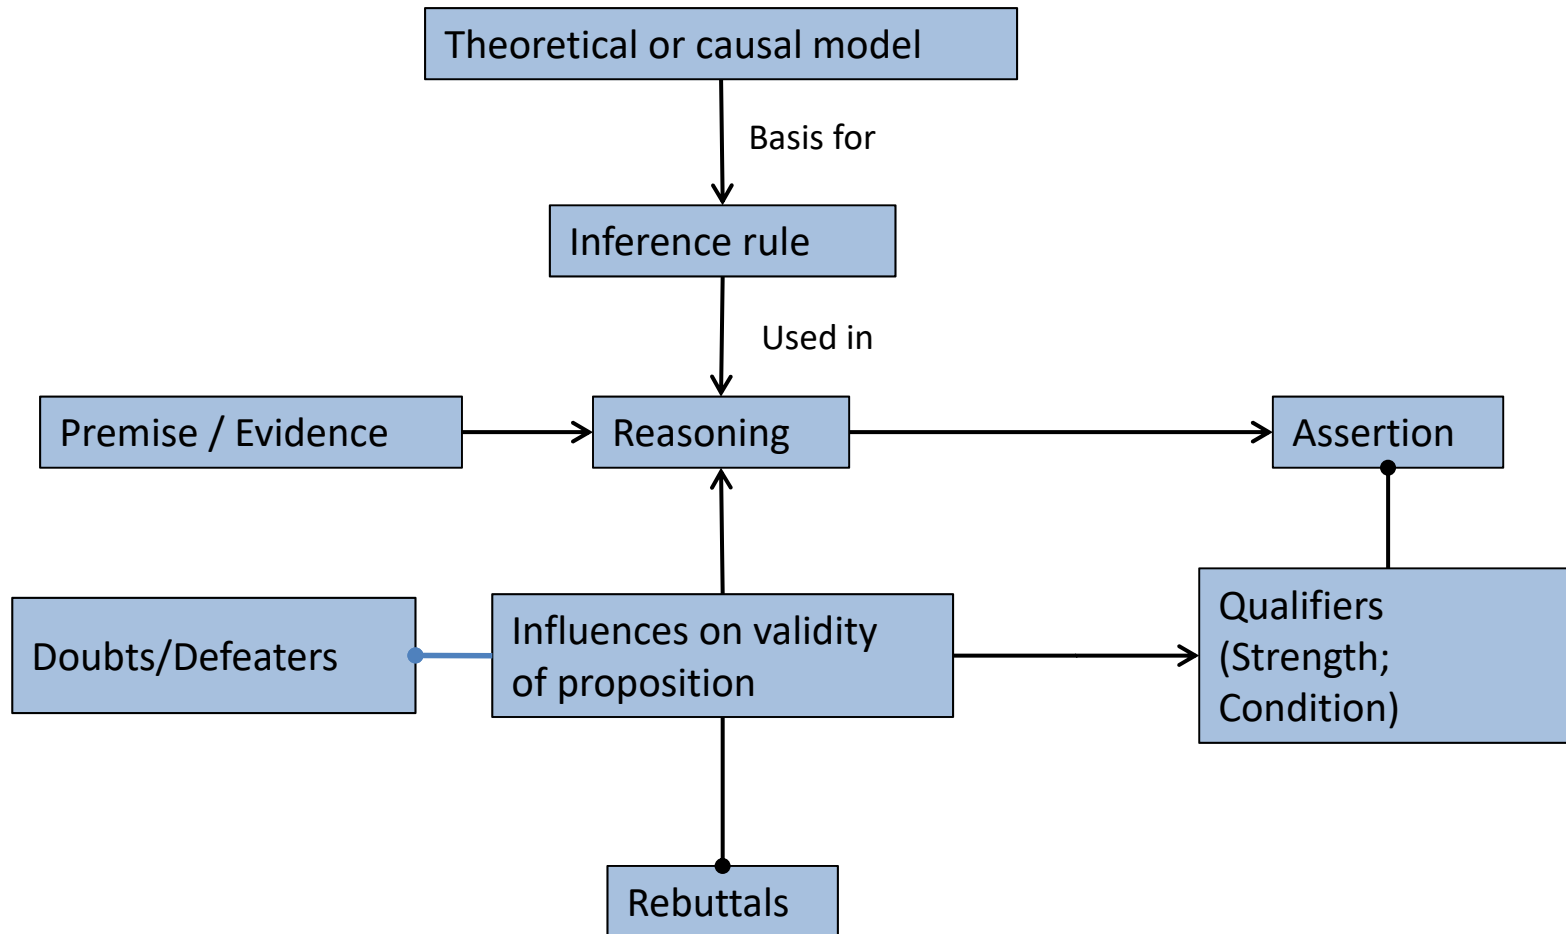 Theoretical or causal model
Basis for
Inference rule
Used in
Premise / Evidence
Reasoning
Assertion
Doubts/Defeaters
Influences on validity
of proposition
Qualifiers
(Strength;
Condition)
Rebuttals